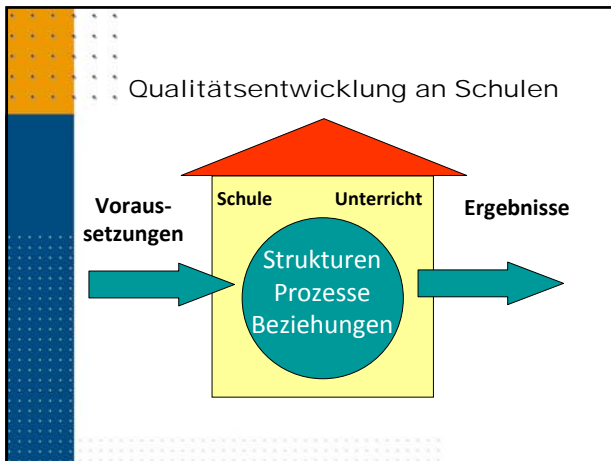 Qualitätsentwicklung an Schulen
Voraus-
setzungen
Schule
Unterricht
Ergebnisse
Strukturen
Prozesse
Beziehungen